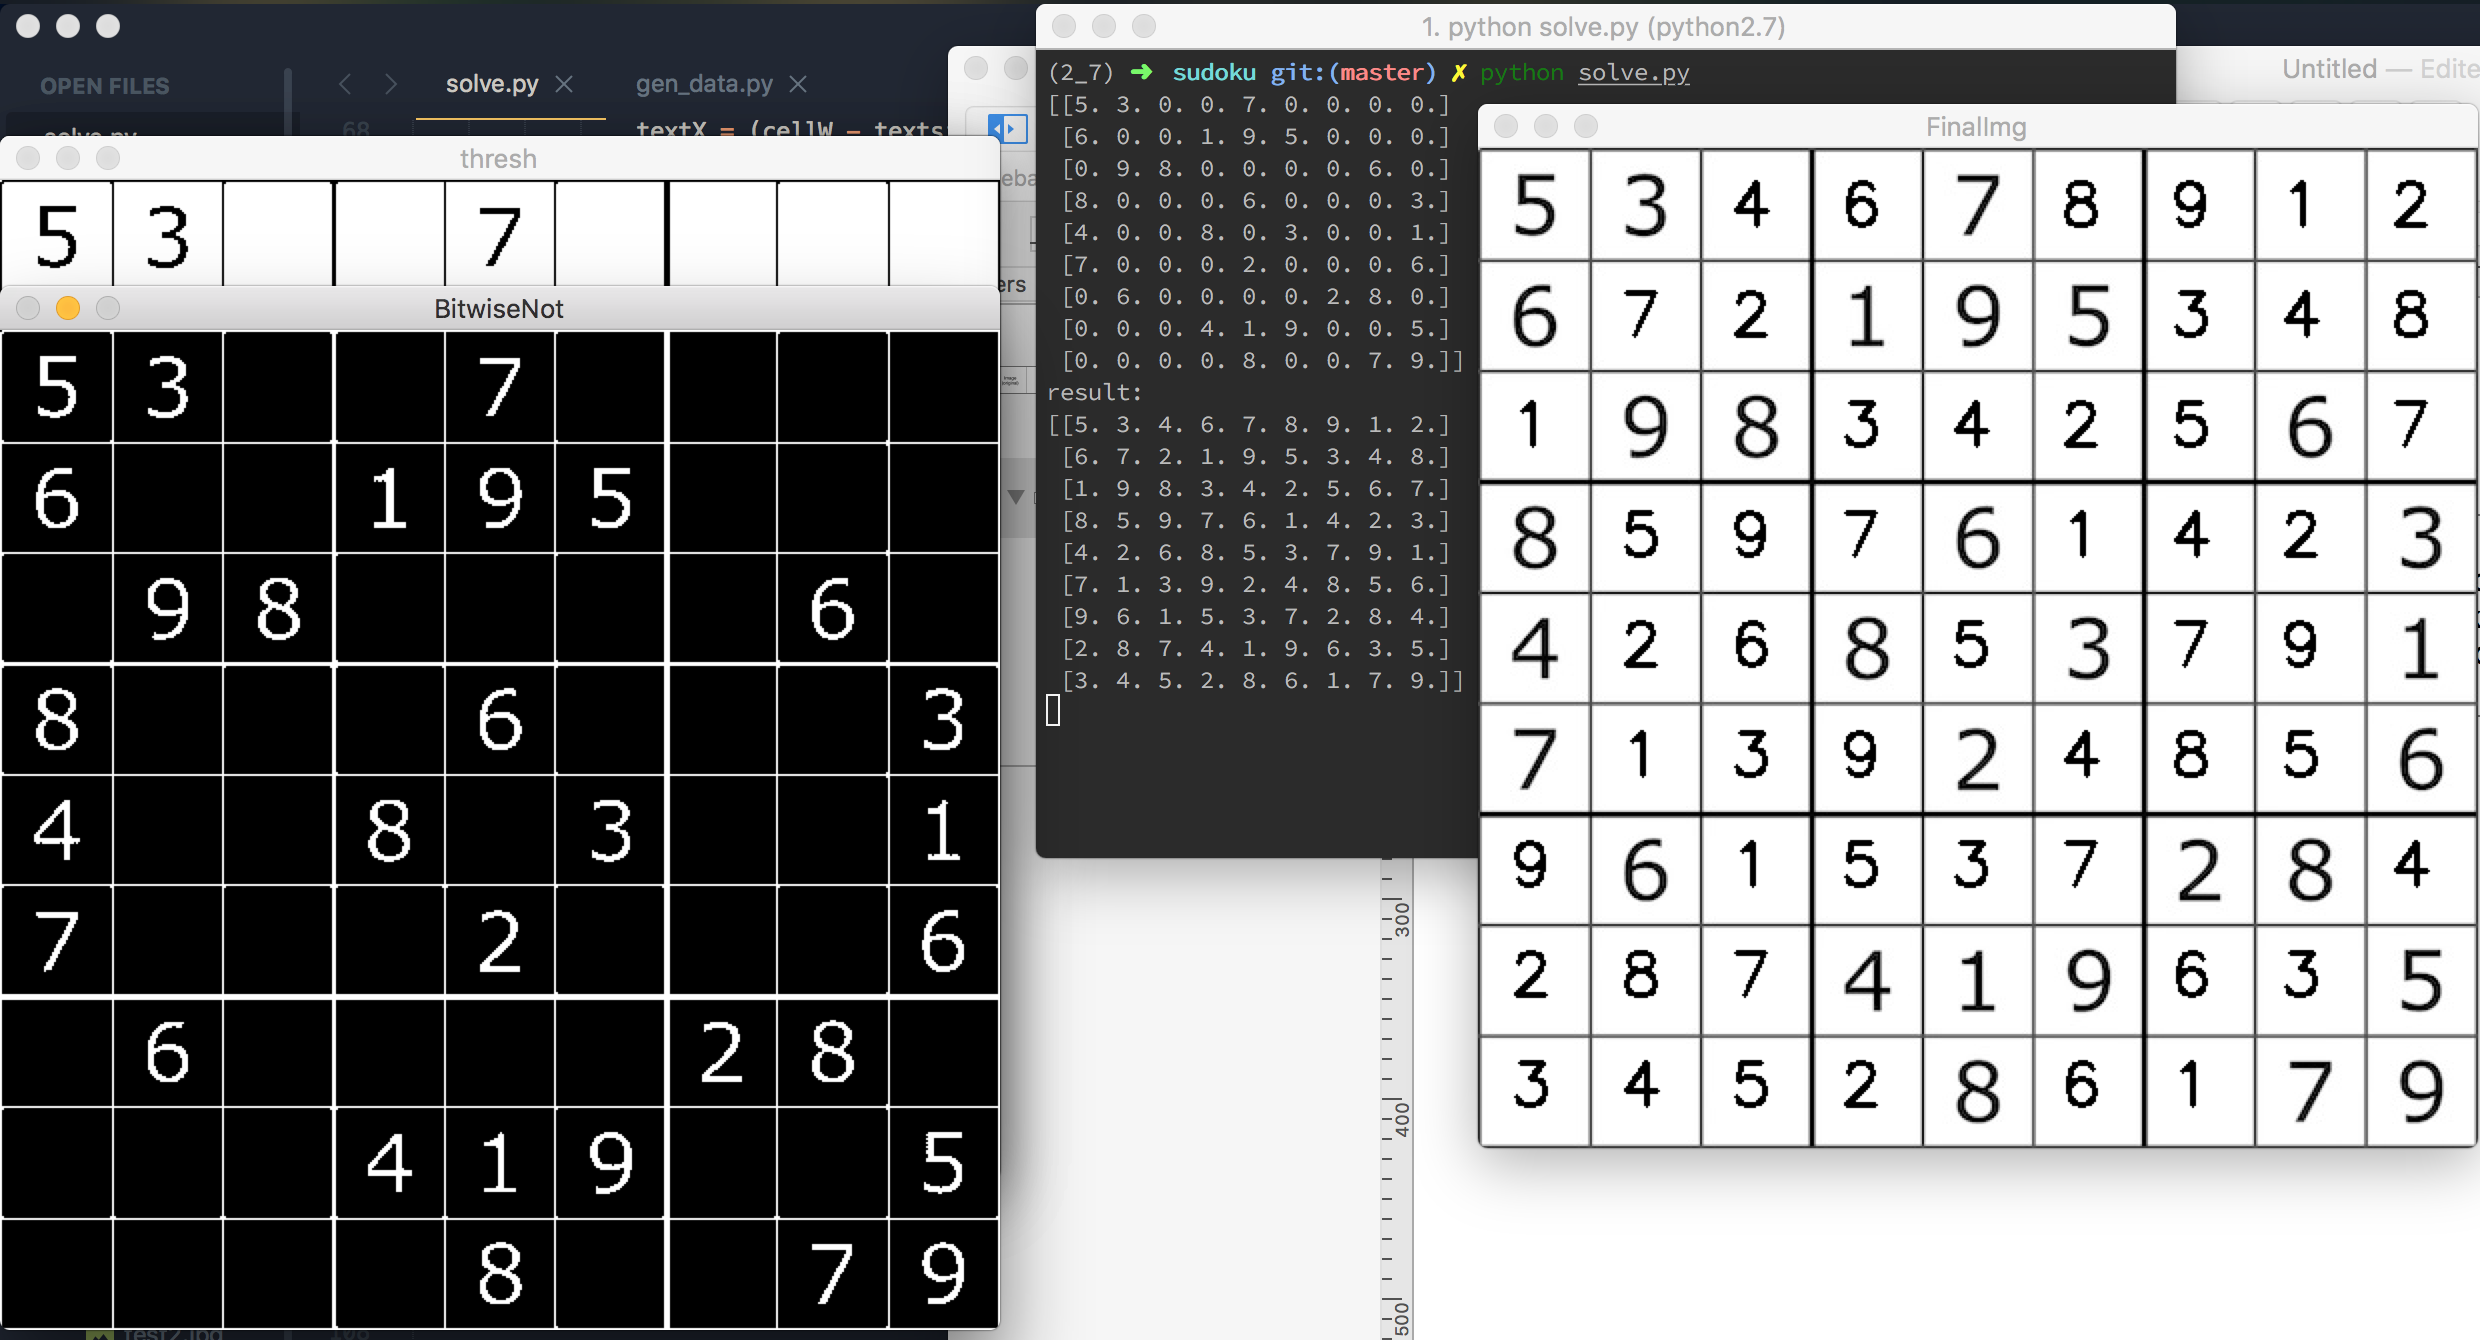 OPEN FILES
solve.py
gen_data.py
solve.py
68
textX = (cellW - texts
thresh
5 3 7
BitwiseNot
5 3 7
6 1 9 5
9 8 6
8 6 3
4 8 3 1
7 2 6
6 2 8
4 1 9 5
8 7 9
test2.jpg
108
eba
ers
1. python solve.py (python2.7)
(2_7) ➜ sudoku git:(master) ✗ python solve.py
[[5. 3. 0. 0. 7. 0. 0. 0. 0.]
[6. 0. 0. 1. 9. 5. 0. 0. 0.]
[0. 9. 8. 0. 0. 0. 0. 6. 0.]
[8. 0. 0. 0. 6. 0. 0. 0. 3.]
[4. 0. 0. 8. 0. 3. 0. 0. 1.]
[7. 0. 0. 0. 2. 0. 0. 0. 6.]
[0. 6. 0. 0. 0. 0. 2. 8. 0.]
[0. 0. 0. 4. 1. 9. 0. 0. 5.]
[0. 0. 0. 0. 8. 0. 0. 7. 9.]]
result:
[[5. 3. 4. 6. 7. 8. 9. 1. 2.]
[6. 7. 2. 1. 9. 5. 3. 4. 8.]
[1. 9. 8. 3. 4. 2. 5. 6. 7.]
[8. 5. 9. 7. 6. 1. 4. 2. 3.]
[4. 2. 6. 8. 5. 3. 7. 9. 1.]
[7. 1. 3. 9. 2. 4. 8. 5. 6.]
[9. 6. 1. 5. 3. 7. 2. 8. 4.]
[2. 8. 7. 4. 1. 9. 6. 3. 5.]
[3. 4. 5. 2. 8. 6. 1. 7. 9.]]
300
400
500
Untitled — Edite
FinalImg
5 3 4 6 7 8 9 1 2
6 7 2 1 9 5 3 4 8
1 9 8 3 4 2 5 6 7
8 5 9 7 6 1 4 2 3
4 2 6 8 5 3 7 9 1
7 1 3 9 2 4 8 5 6
9 6 1 5 3 7 2 8 4
2 8 7 4 1 9 6 3 5
3 4 5 2 8 6 1 7 9